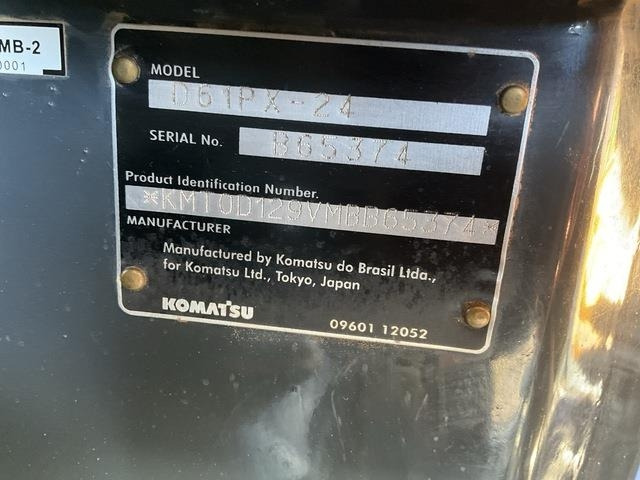 MB-2
0001
MODEL
D61PX-24
SERIAL No.
B65374
Product Identification Number.
*KMT0D129VMBB65374*
MANUFACTURER
Manufactured by Komatsu do Brasil Ltda.,
for Komatsu Ltd., Tokyo, Japan
KOMATSU
09601 12052